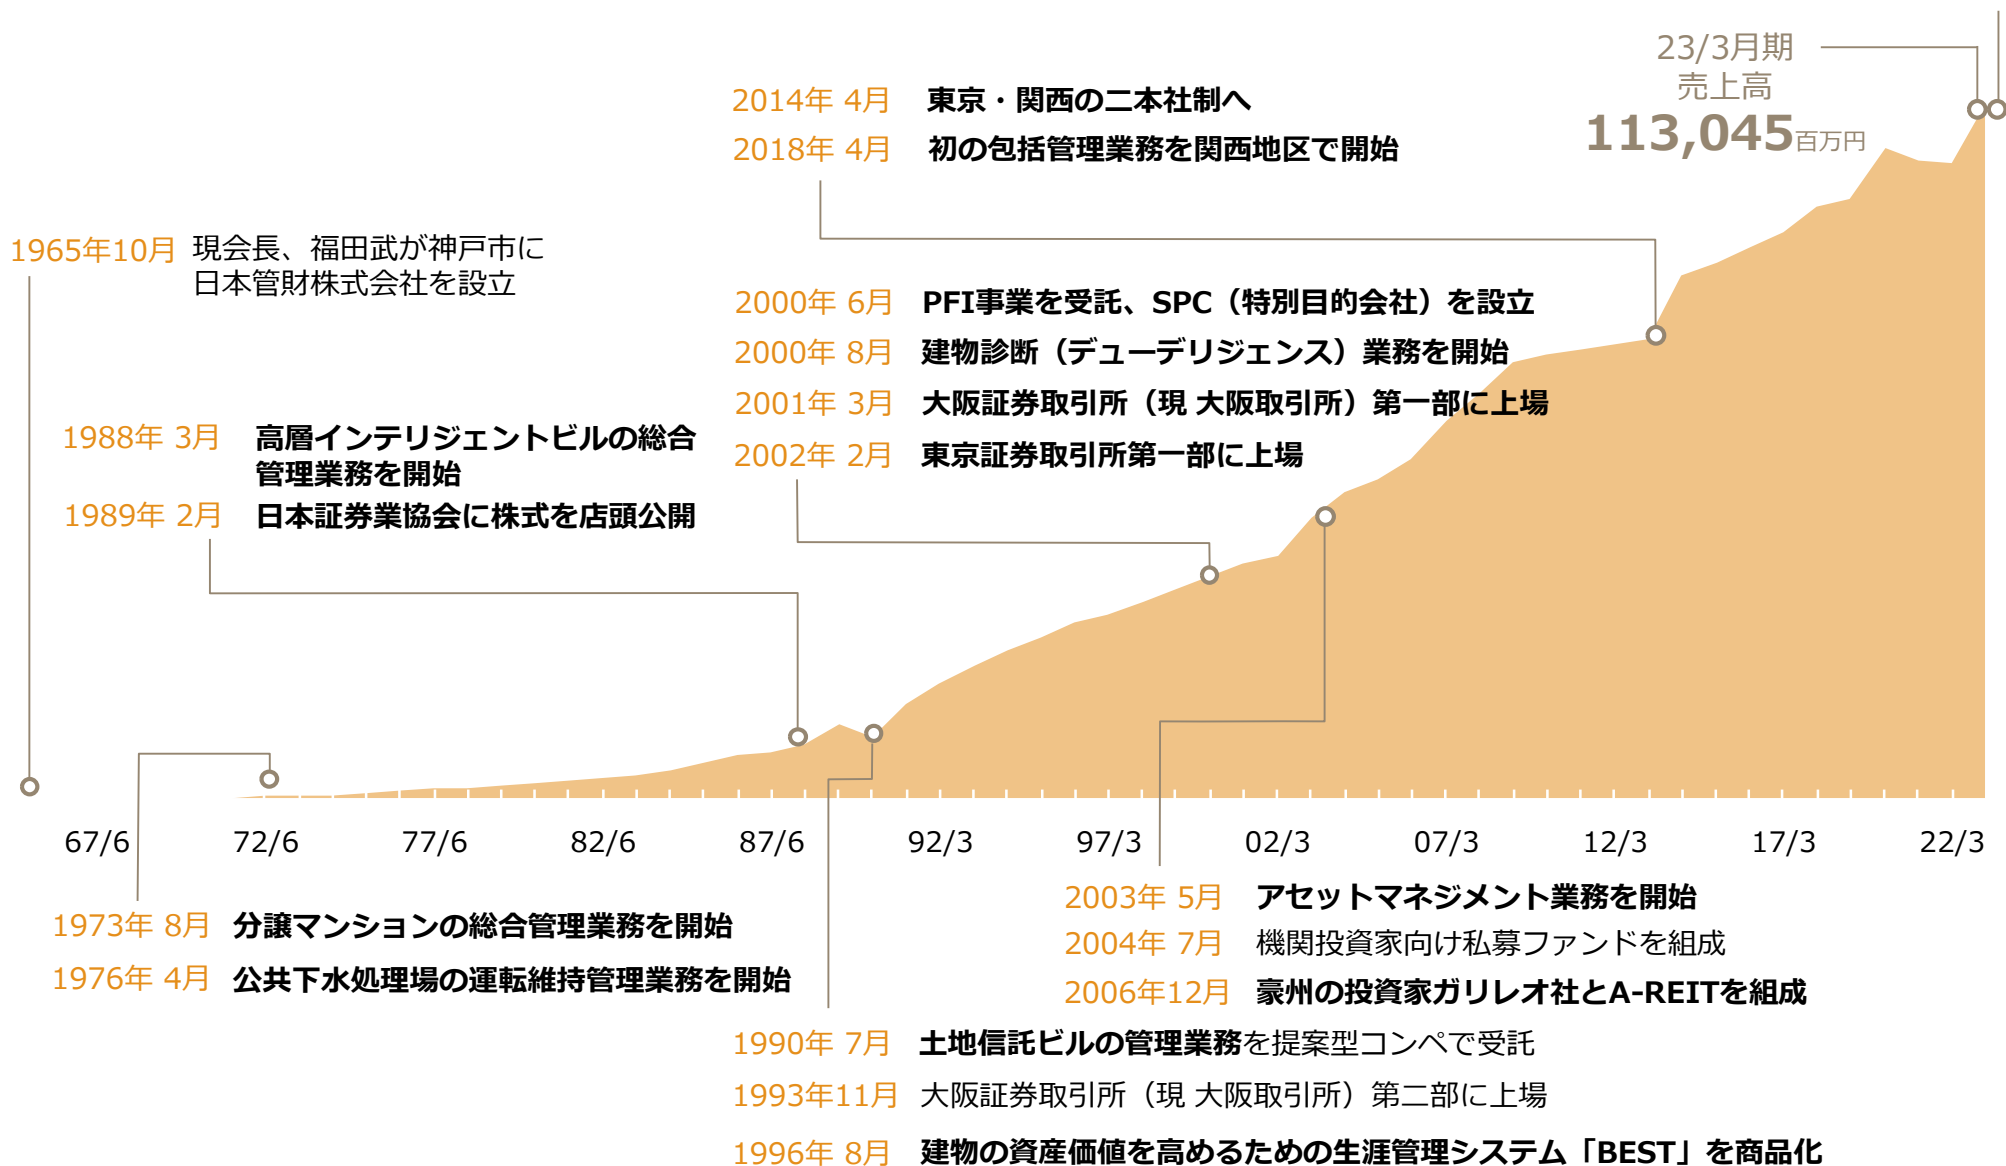 23/3月期
売上高
113,045百万円
2014年 4月 東京・関西の二本社制へ
2018年 4月 初の包括管理業務を関西地区で開始
1965年10月 現会長、福田武が神戸市に
日本管財株式会社を設立
2000年 6月 PFI事業を受託、SPC（特別目的会社）を設立
2000年 8月 建物診断（デューデリジェンス）業務を開始
2001年 3月 大阪証券取引所（現 大阪取引所）第一部に上場
2002年 2月 東京証券取引所第一部に上場
1988年 3月 高層インテリジェントビルの総合
管理業務を開始
1989年 2月 日本証券業協会に株式を店頭公開
67/6 72/6 77/6 82/6 87/6 92/3 97/3 02/3 07/3 12/3 17/3 22/3
1973年 8月 分譲マンションの総合管理業務を開始
1976年 4月 公共下水処理場の運転維持管理業務を開始
2003年 5月 アセットマネジメント業務を開始
2004年 7月 機関投資家向け私募ファンドを組成
2006年12月 豪州の投資家ガリレオ社とA-REITを組成
1990年 7月 土地信託ビルの管理業務を提案型コンペで受託
1993年11月 大阪証券取引所（現 大阪取引所）第二部に上場
1996年 8月 建物の資産価値を高めるための生涯管理システム「BEST」を商品化